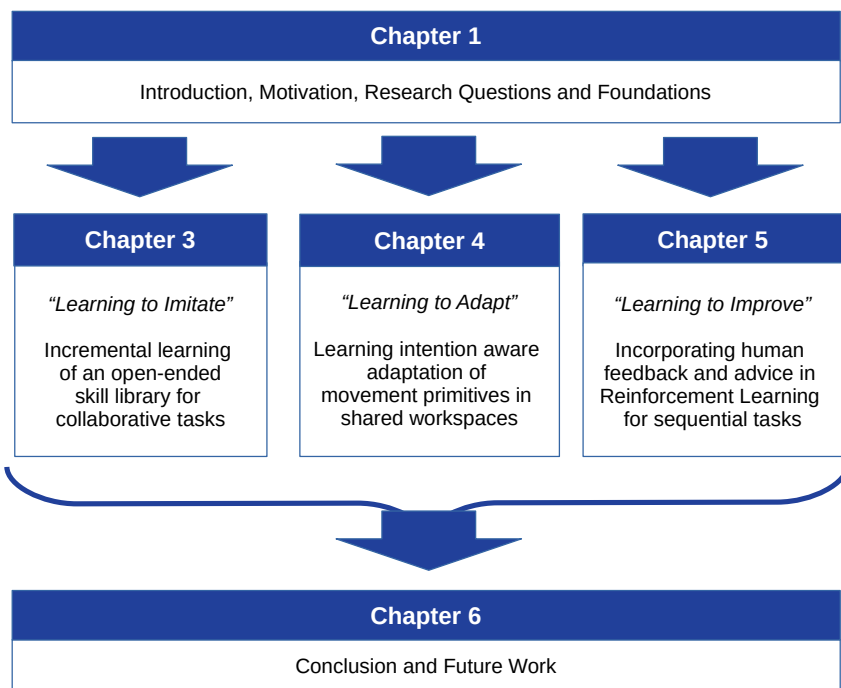 Chapter 1
Introduction, Motivation, Research Questions and Foundations
Chapter 3
“Learning to Imitate”
Incremental learning
of an open-ended
skill library for
collaborative tasks
Chapter 4
“Learning to Adapt”
Learning intention aware
adaptation of
movement primitives in
shared workspaces
Chapter 5
“Learning to Improve”
Incorporating human
feedback and advice in
Reinforcement Learning
for sequential tasks
Chapter 6
Conclusion and Future Work